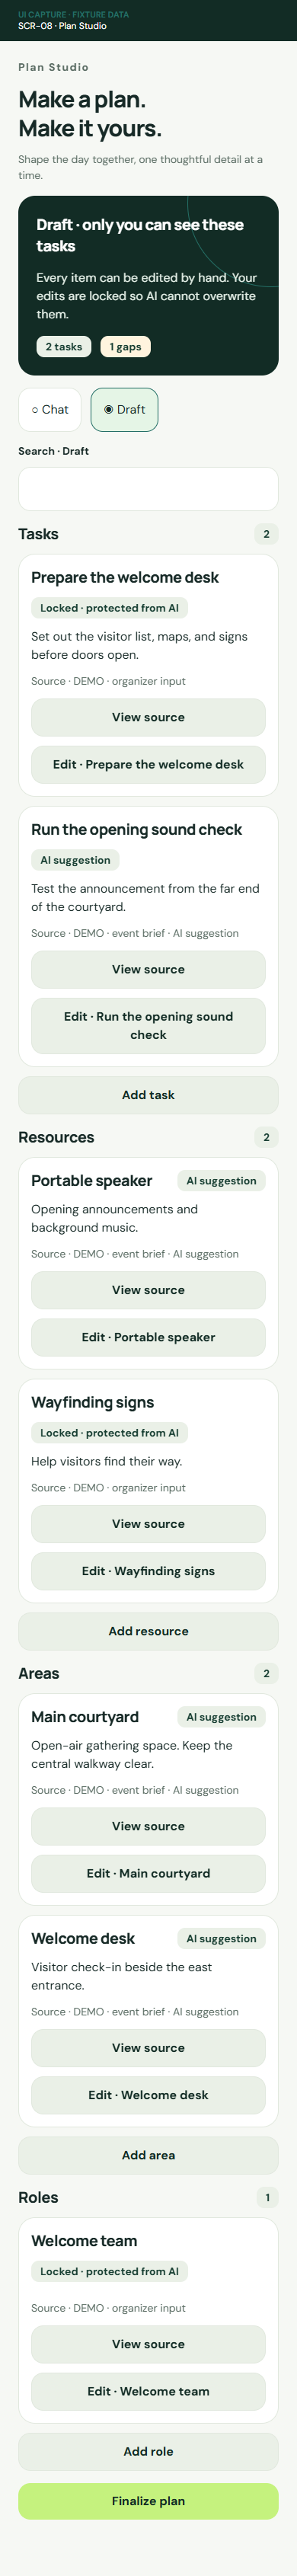 UI CAPTURE · FIXTURE DATA
SCR-08 · Plan Studio
Plan Studio
Make a plan.
Make it yours.
Shape the day together, one thoughtful detail at a
time.
Draft · only you can see these
tasks
Every item can be edited by hand. Your
edits are locked so AI cannot overwrite
them.
2 tasks 1 gaps
○ Chat ◉ Draft
Search · Draft
Tasks 2
Prepare the welcome desk
Locked · protected from AI
Set out the visitor list, maps, and signs
before doors open.
Source · DEMO · organizer input
View source
Edit · Prepare the welcome desk
Run the opening sound check
AI suggestion
Test the announcement from the far end
of the courtyard.
Source · DEMO · event brief · AI suggestion
View source
Edit · Run the opening sound
check
Add task
Resources 2
Portable speaker AI suggestion
Opening announcements and
background music.
Source · DEMO · event brief · AI suggestion
View source
Edit · Portable speaker
Wayfinding signs
Locked · protected from AI
Help visitors find their way.
Source · DEMO · organizer input
View source
Edit · Wayfinding signs
Add resource
Areas 2
Main courtyard AI suggestion
Open-air gathering space. Keep the
central walkway clear.
Source · DEMO · event brief · AI suggestion
View source
Edit · Main courtyard
Welcome desk AI suggestion
Visitor check-in beside the east
entrance.
Source · DEMO · event brief · AI suggestion
View source
Edit · Welcome desk
Add area
Roles 1
Welcome team
Locked · protected from AI
Source · DEMO · organizer input
View source
Edit · Welcome team
Add role
Finalize plan